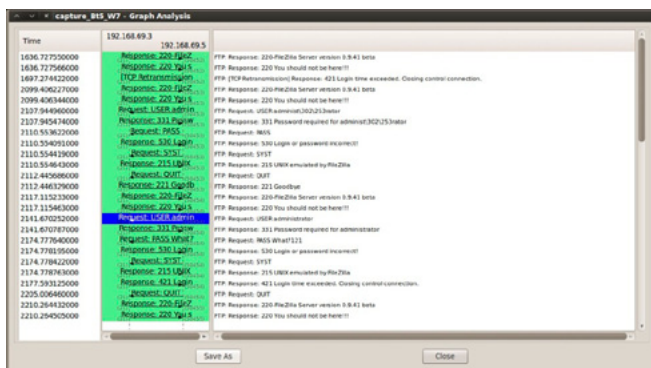 capture_Bt5_W7 - Graph Analysis
Time 192.168.69.3
192.168.69.5
1636.727550000 Response: 220-FileZ FTP: Response: 220-FileZilla Server version 0.9.41 beta
1636.727566000 Response: 220 You s FTP: Response: 220 You should not be here!!!
1697.274422000 [TCP Retransmission FTP: [TCP Retransmission] Response: 421 Login time exceeded. Closing control connection.
2099.406227000 Response: 220-FileZ FTP: Response: 220-FileZilla Server version 0.9.41 beta
2099.406344000 Response: 220 You s FTP: Response: 220 You should not be here!!!
2107.944960000 Request: USER admin FTP: Request: USER administ\302\253rator
2107.945474000 Response: 331 Passw FTP: Response: 331 Password required for administ\302\253rator
2110.553622000 Request: PASS FTP: Request: PASS
2110.554091000 Response: 530 Login FTP: Response: 530 Login or password incorrect!
2110.554419000 Request: SYST FTP: Request: SYST
2110.554643000 Response: 215 UNIX FTP: Response: 215 UNIX emulated by FileZilla
2112.445686000 Request: QUIT FTP: Request: QUIT
2112.446329000 Response: 221 Goodb FTP: Response: 221 Goodbye
2117.115233000 Response: 220-FileZ FTP: Response: 220-FileZilla Server version 0.9.41 beta
2117.115463000 Response: 220 You s FTP: Response: 220 You should not be here!!!
2141.670252000 Request: USER admin FTP: Request: USER administrator
2141.670787000 Response: 331 Passw FTP: Response: 331 Password required for administrator
2174.777640000 Request: PASS What? FTP: Request: PASS What?121
2174.778195000 Response: 530 Login FTP: Response: 530 Login or password incorrect!
2174.778422000 Request: SYST FTP: Request: SYST
2174.778763000 Response: 215 UNIX FTP: Response: 215 UNIX emulated by FileZilla
2177.593125000 Response: 421 Login FTP: Response: 421 Login time exceeded. Closing control connection.
2205.006460000 Request: QUIT FTP: Request: QUIT
2210.264432000 Response: 220-FileZ FTP: Response: 220-FileZilla Server version 0.9.41 beta
2210.264505000 Response: 220 You s FTP: Response: 220 You should not be here!!!
Save As Close